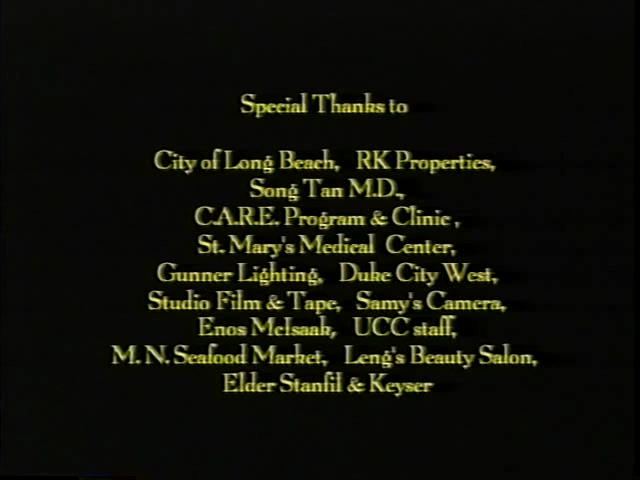 Special Thanks to
City of Long Beach, RK Properties,
Song Tan M.D.,
C.A.R.E. Program & Clinic ,
St. Mary's Medical Center,
Gunner Lighting, Duke City West,
Studio Film & Tape, Samy's Camera,
Enos McIsaak, UCC staff,
M. N. Seafood Market, Leng's Beauty Salon,
Elder Stanfil & Keyser